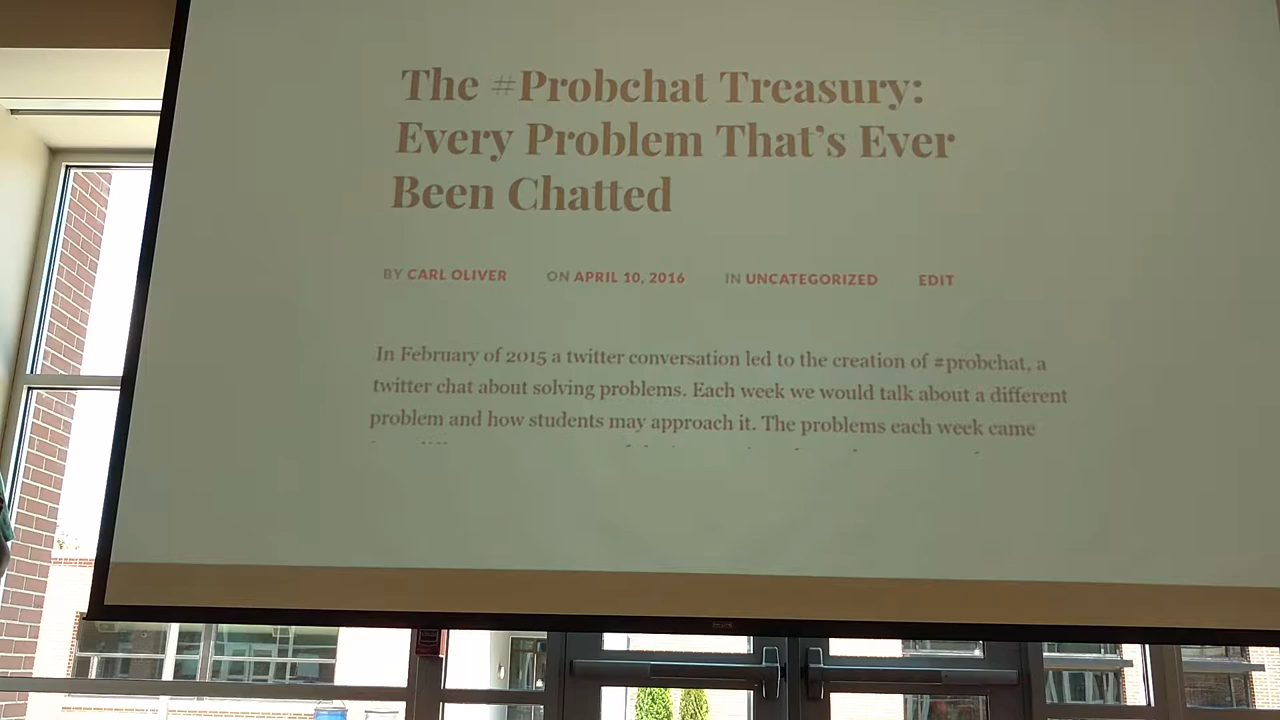 The #Probchat Treasury:
Every Problem That's Ever
Been Chatted
BY CARL OLIVER ON APRIL 10, 2016 IN UNCATEGORIZED EDIT
In February of 2015 a twitter conversation led to the creation of #probchat, a
twitter chat about solving problems. Each week we would talk about a different
problem and how students may approach it. The problems each week came